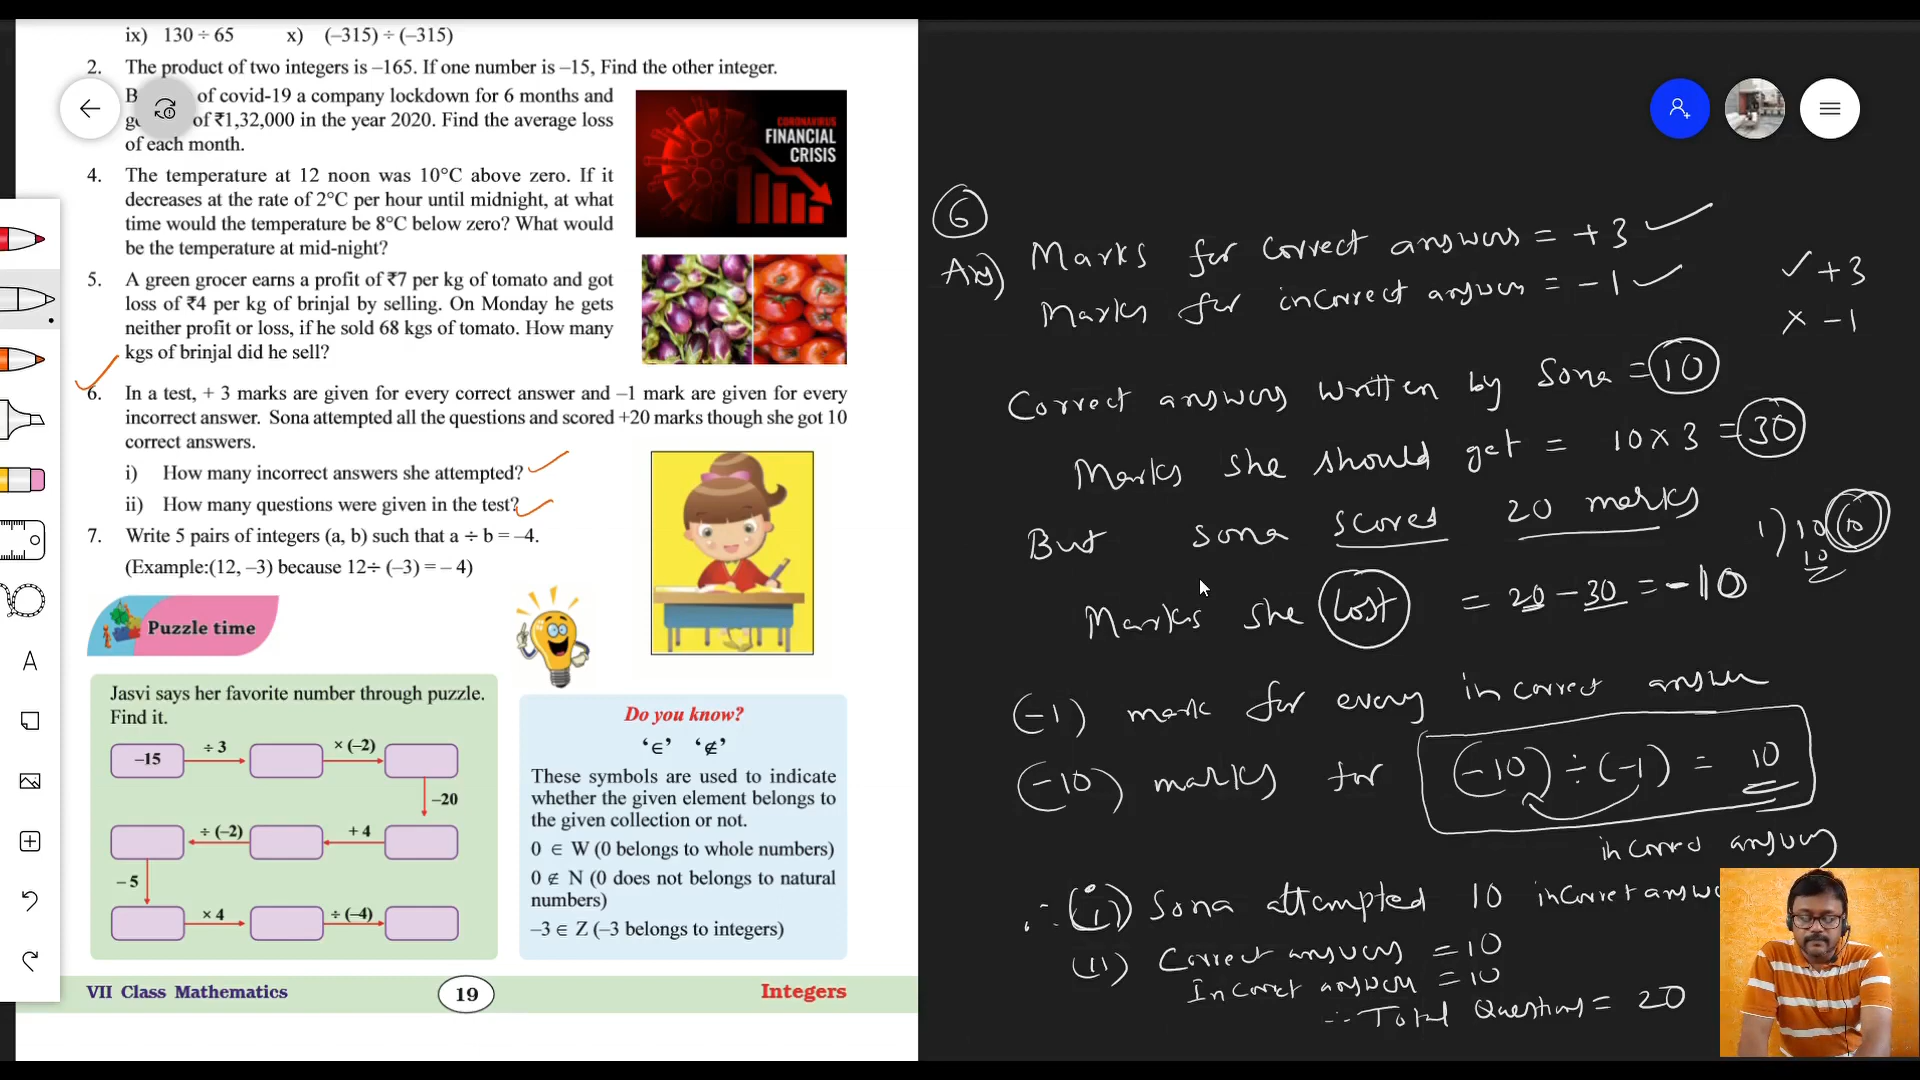 ix) 130 ÷ 65 x) (–315) ÷ (–315)
2. The product of two integers is –165. If one number is –15, Find the other integer.
B of covid-19 a company lockdown for 6 months and
of ₹1,32,000 in the year 2020. Find the average loss
of each month.
CORONAVIRUS
FINANCIAL
CRISIS
4. The temperature at 12 noon was 10°C above zero. If it
decreases at the rate of 2°C per hour until midnight, at what
time would the temperature be 8°C below zero? What would
be the temperature at mid-night?
5. A green grocer earns a profit of ₹7 per kg of tomato and got
loss of ₹4 per kg of brinjal by selling. On Monday he gets
neither profit or loss, if he sold 68 kgs of tomato. How many
kgs of brinjal did he sell?
6. In a test, + 3 marks are given for every correct answer and –1 mark are given for every
incorrect answer. Sona attempted all the questions and scored +20 marks though she got 10
correct answers.
i) How many incorrect answers she attempted?
ii) How many questions were given in the test?
7. Write 5 pairs of integers (a, b) such that a ÷ b = –4.
(Example:(12, –3) because 12÷ (–3) = – 4)
Puzzle time
Jasvi says her favorite number through puzzle.
Find it.
–15 ÷ 3 × (–2)
–20
÷ (–2) + 4
– 5
× 4 ÷ (–4)
Do you know?
‘∈’ ‘∉’
These symbols are used to indicate
whether the given element belongs to
the given collection or not.
0 ∈ W (0 belongs to whole numbers)
0 ∉ N (0 does not belongs to natural
numbers)
–3 ∈ Z (–3 belongs to integers)
VII Class Mathematics 19 Integers
A
6
Ans) Marks for correct answers = +3 ✓
Marks for incorrect answers = -1 ✓
✓ +3
× -1
Correct answers written by Sona = 10
Marks she should get = 10 × 3 = 30
But sona scores 20 marks
1) 10 (10
10
Marks she lost = 20 - 30 = -10
(-1) mark for every incorrect answer
(-10) marks for (-10) ÷ (-1) = 10
incorrect answers
∴ (i) Sona attempted 10 incorrect answ
(ii) Correct answers = 10
Incorrect answers = 10
∴ Total Questions = 20